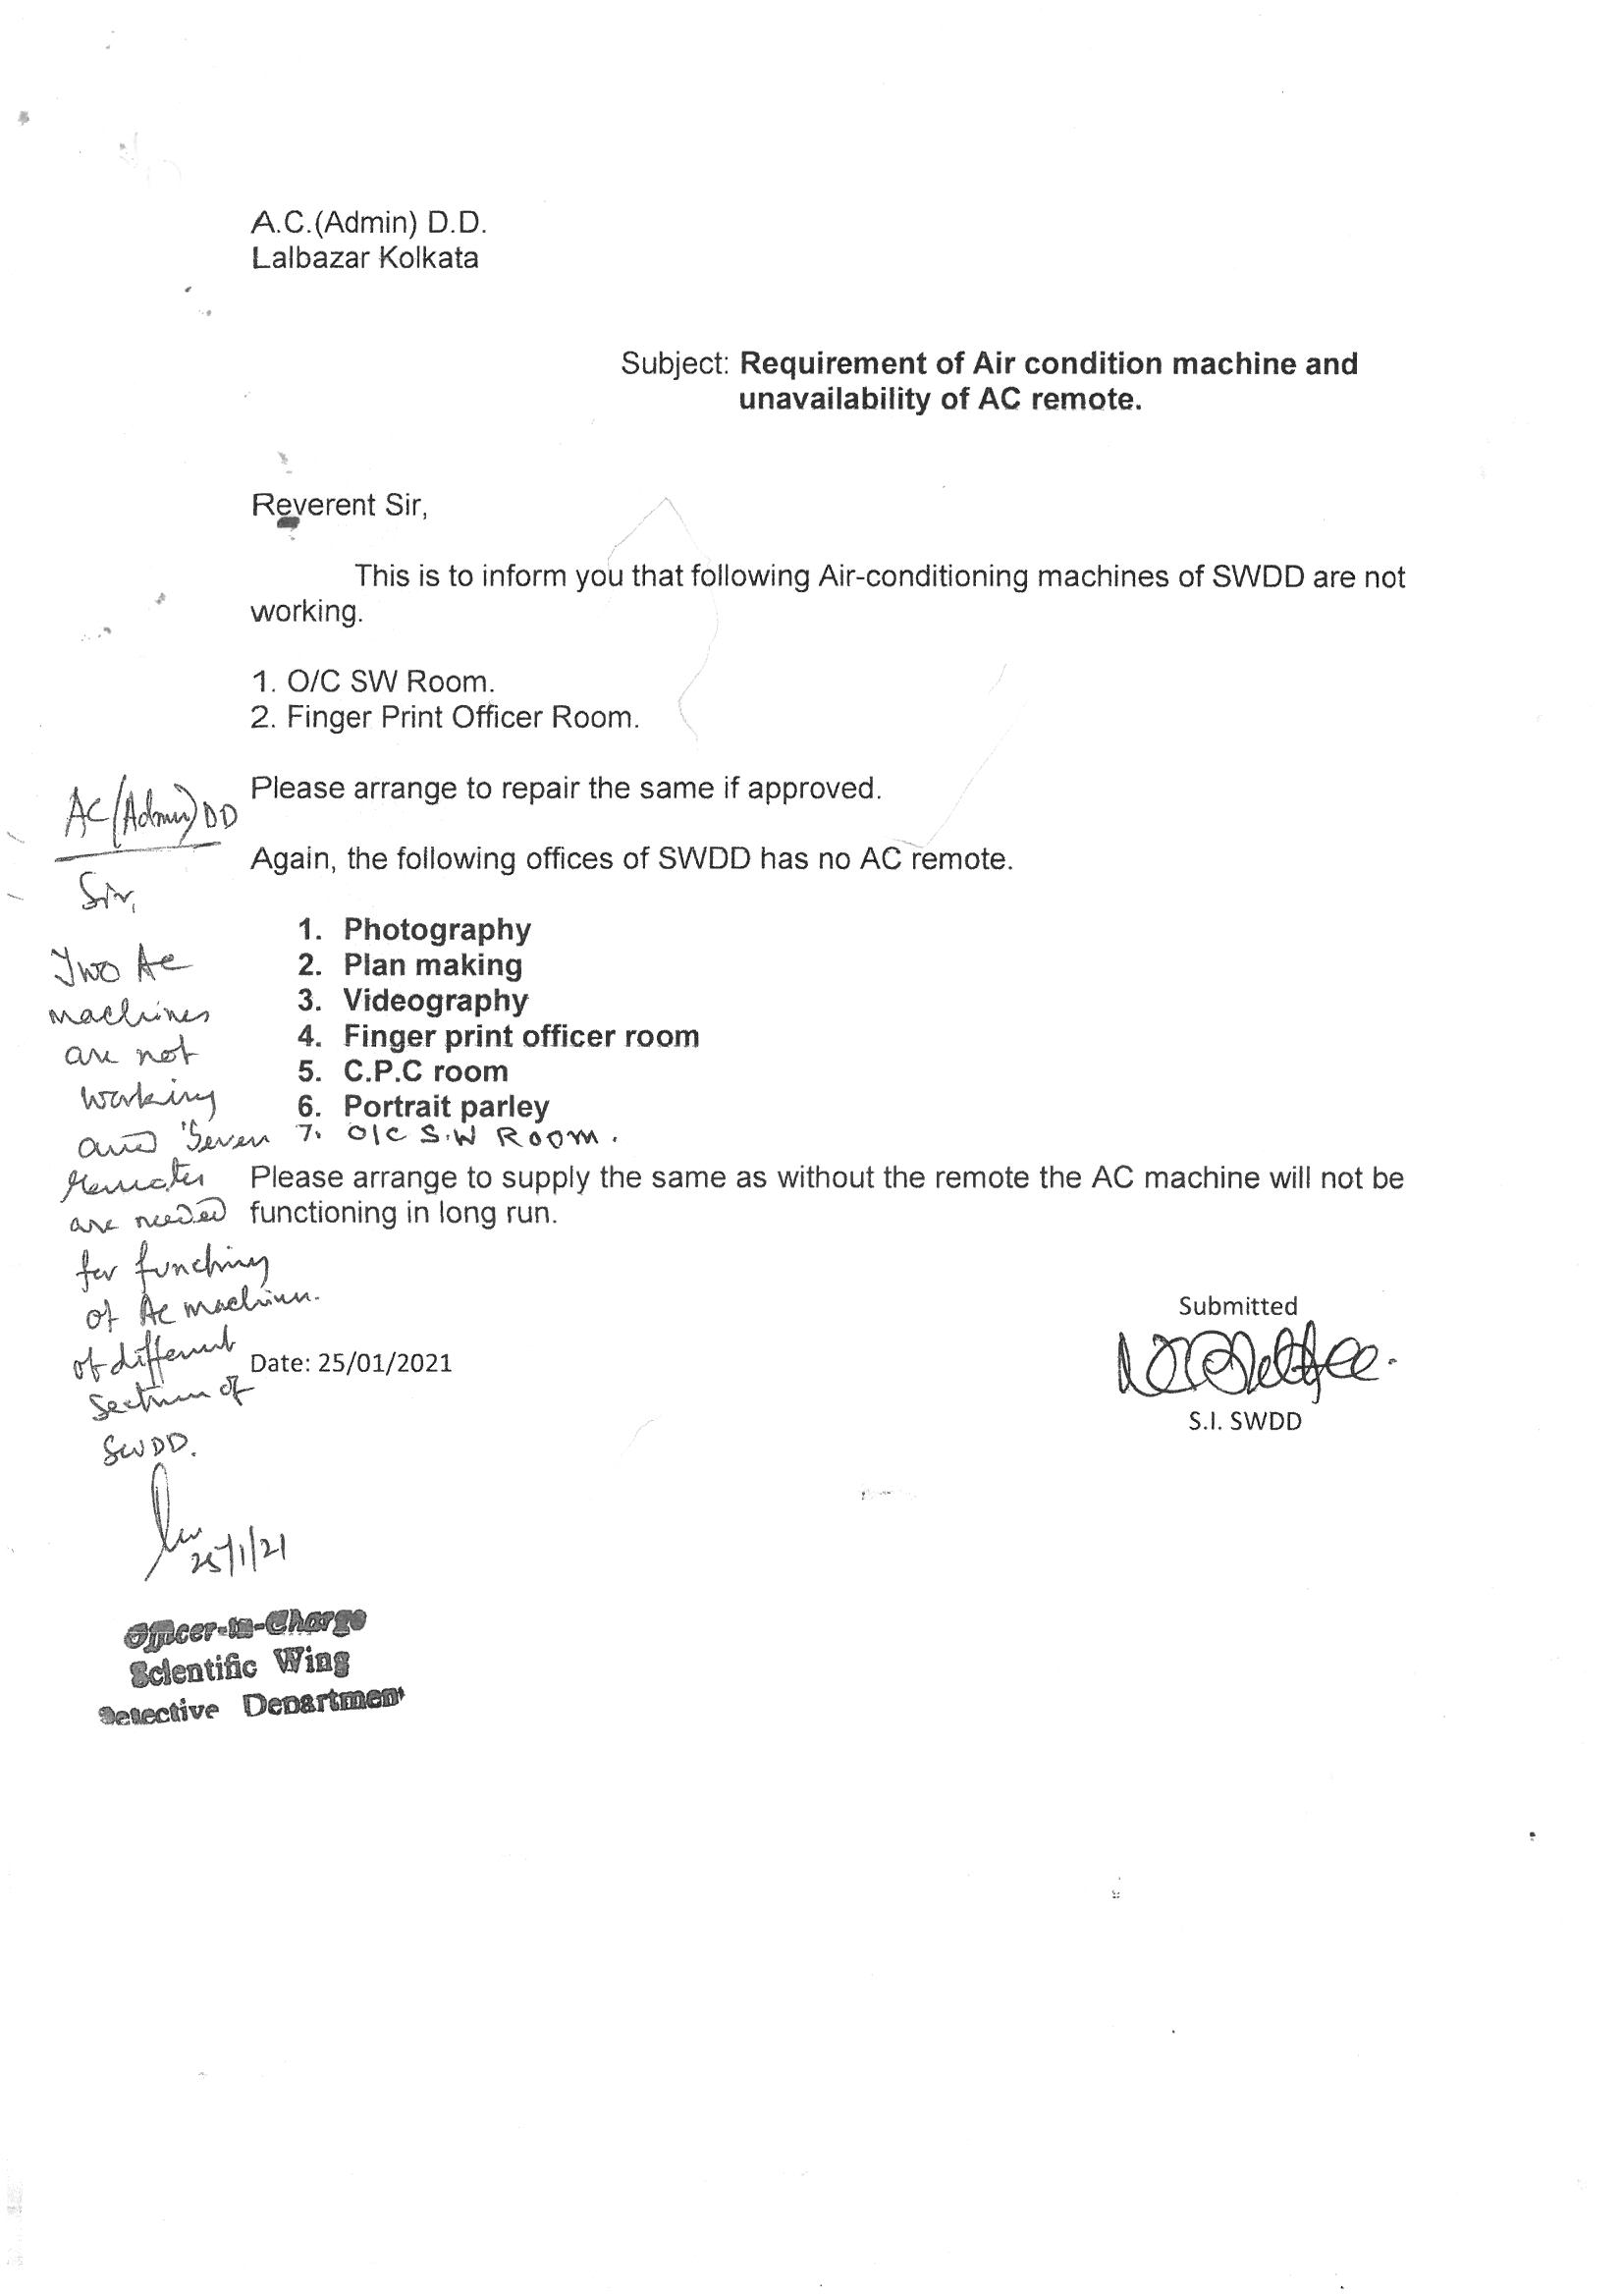 A.C.(Admin) D.D.
Lalbazar Kolkata
Subject: Requirement of Air condition machine and
unavailability of AC remote.
Reverent Sir,
This is to inform you that following Air-conditioning machines of SWDD are not
working.
1. O/C SW Room.
2. Finger Print Officer Room.
Please arrange to repair the same if approved.
Again, the following offices of SWDD has no AC remote.
1. Photography
2. Plan making
3. Videography
4. Finger print officer room
5. C.P.C room
6. Portrait parley
7. O/C S.W ROOM.
Please arrange to supply the same as without the remote the AC machine will not be
functioning in long run.
Date: 25/01/2021
Submitted
S.I. SWDD
AC (Admin) DD
Sir,
Two AC
machines
are not
working
and Seven
remotes
are needed
for
of AC machines.
of different
Section of
SWDD.
25/1/21
Officer-in-Charge
Scientific Wing
Detective Department